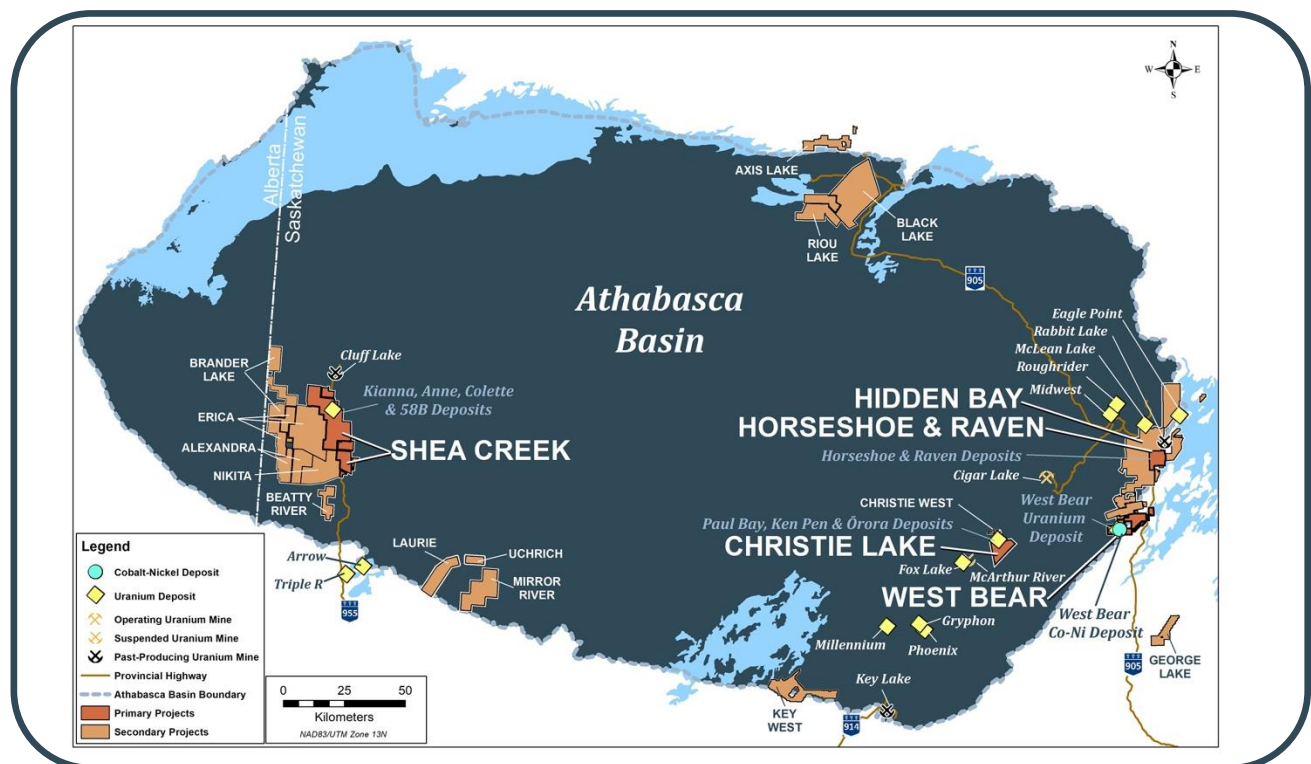 N
W
E
S
Alberta
Saskatchewan
AXIS LAKE
BLACK
LAKE
RIOU
LAKE
905
Athabasca
Basin
Eagle Point
Rabbit Lake
McLean Lake
Roughrider
Midwest
BRANDER
LAKE
Cluff Lake
Kianna, Anne, Colette
& 58B Deposits
ERICA
ALEXANDRA
NIKITA
SHEA CREEK
BEATTY
RIVER
HIDDEN BAY
HORSESHOE & RAVEN
Horseshoe & Raven Deposits
Cigar Lake
West Bear
Uranium
Deposit
CHRISTIE WEST
Paul Bay, Ken Pen & Ōrora Deposits
CHRISTIE LAKE
Fox Lake
McArthur River
WEST BEAR
West Bear
Co-Ni Deposit
LAURIE
UCHRICH
MIRROR
RIVER
Arrow
Triple R
955
Millennium
Gryphon
Phoenix
Key Lake
KEY
WEST
914
905
GEORGE
LAKE
Legend
Cobalt-Nickel Deposit
Uranium Deposit
Operating Uranium Mine
Suspended Uranium Mine
Past-Producing Uranium Mine
Provincial Highway
Athabasca Basin Boundary
Primary Projects
Secondary Projects
0 25 50
Kilometers
NAD83/UTM Zone 13N